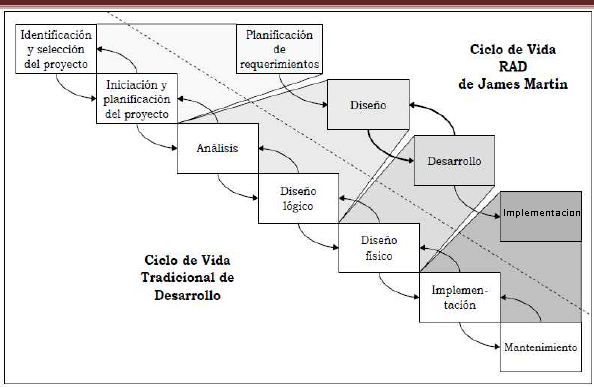 Identificación
y selección
del proyecto
Planificación
de
requerimientos
Ciclo de Vida
RAD
de James Martin
Iniciación y
planificación
del proyecto
Diseño
Análisis
Desarrollo
Diseño
lógico
Implementacion
Diseño
físico
Ciclo de Vida
Tradicional de
Desarrollo
Implemen-
tación
Mantenimiento